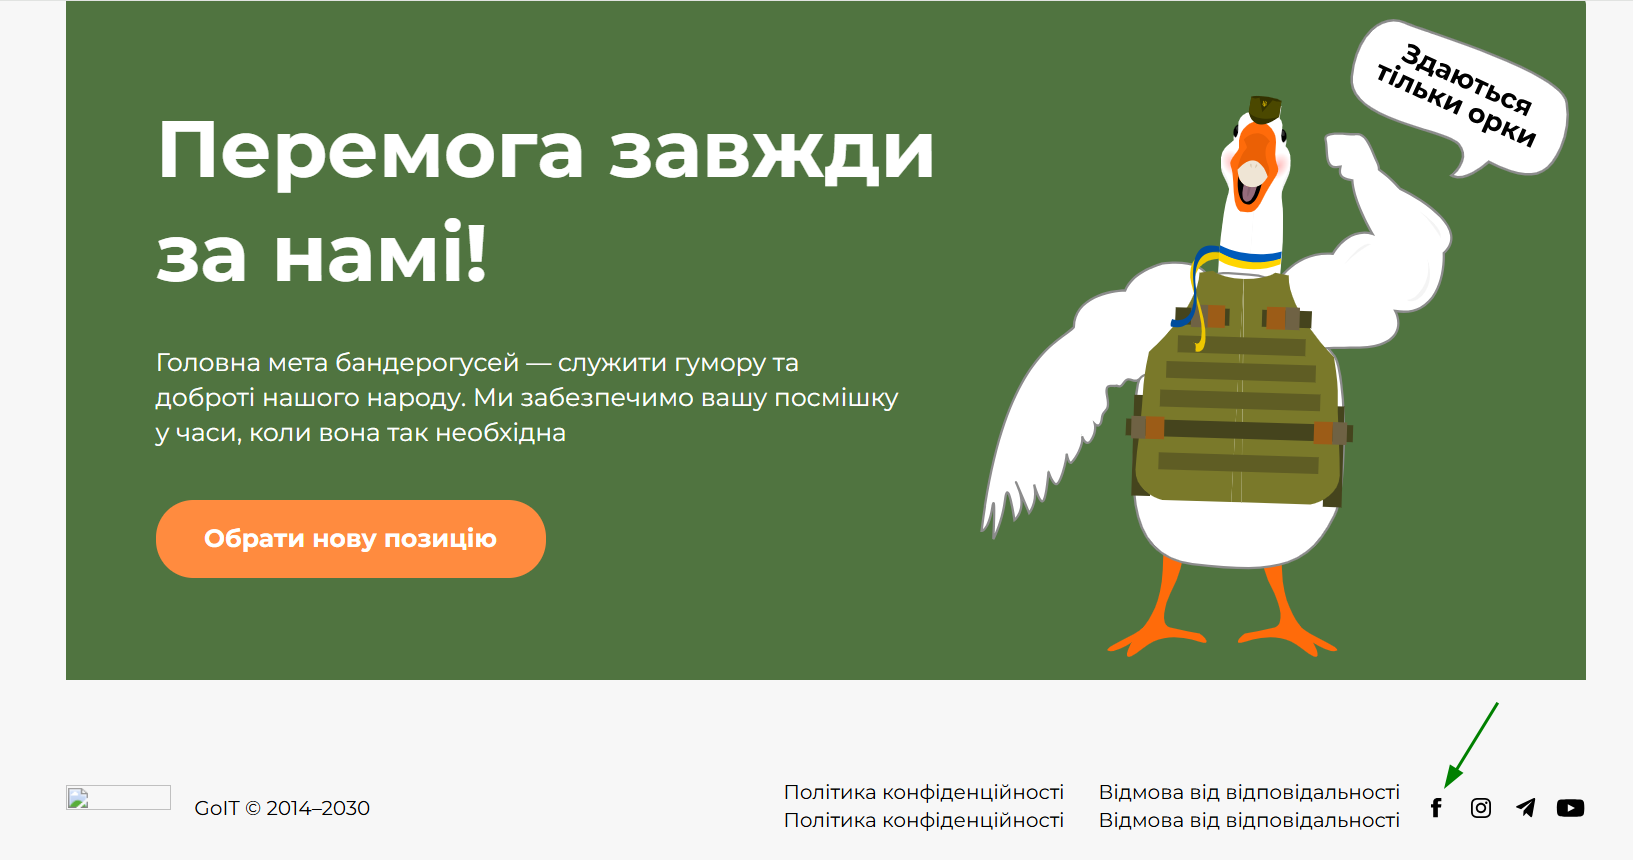 Здаються
тільки орки
Перемога завжди
за намі!
Головна мета бандерогусей — служити гумору та
доброті нашого народу. Ми забезпечимо вашу посмішку
у часи, коли вона так необхідна
Обрати нову позицію
GoIT © 2014–2030
Політика конфіденційності
Політика конфіденційності
Відмова від відповідальності
Відмова від відповідальності